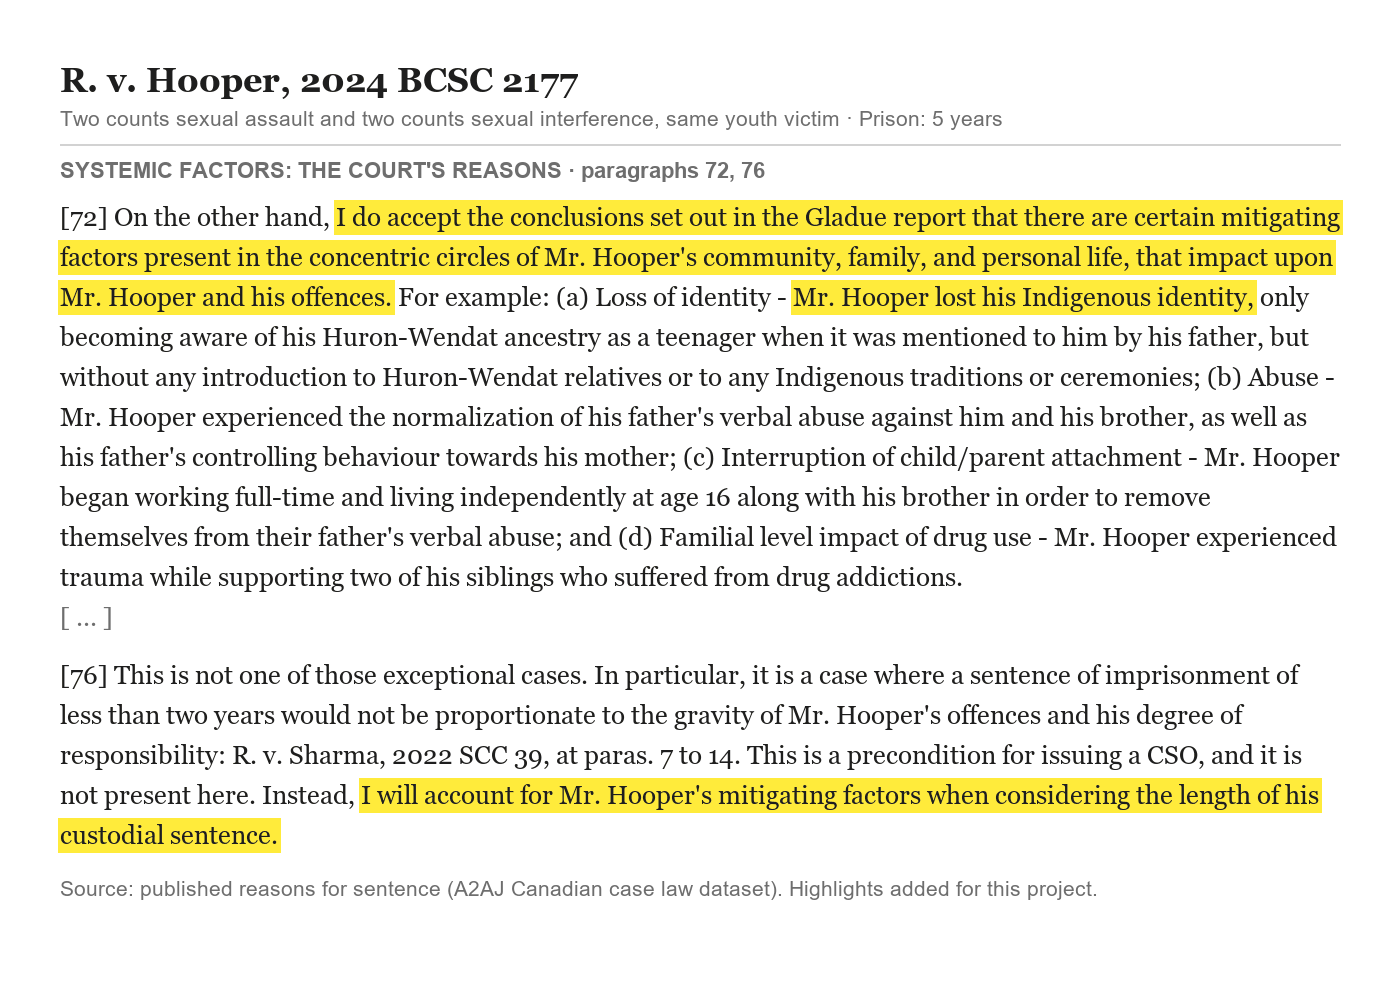 R. v. Hooper, 2024 BCSC 2177
Two counts sexual assault and two counts sexual interference, same youth victim · Prison: 5 years
SYSTEMIC FACTORS: THE COURT'S REASONS · paragraphs 72, 76
[72] On the other hand, I do accept the conclusions set out in the Gladue report that there are certain mitigating
factors present in the concentric circles of Mr. Hooper's community, family, and personal life, that impact upon
Mr. Hooper and his offences. For example: (a) Loss of identity - Mr. Hooper lost his Indigenous identity, only
becoming aware of his Huron-Wendat ancestry as a teenager when it was mentioned to him by his father, but
without any introduction to Huron-Wendat relatives or to any Indigenous traditions or ceremonies; (b) Abuse -
Mr. Hooper experienced the normalization of his father's verbal abuse against him and his brother, as well as
his father's controlling behaviour towards his mother; (c) Interruption of child/parent attachment - Mr. Hooper
began working full-time and living independently at age 16 along with his brother in order to remove
themselves from their father's verbal abuse; and (d) Familial level impact of drug use - Mr. Hooper experienced
trauma while supporting two of his siblings who suffered from drug addictions.
[ ... ]
[76] This is not one of those exceptional cases. In particular, it is a case where a sentence of imprisonment of
less than two years would not be proportionate to the gravity of Mr. Hooper's offences and his degree of
responsibility: R. v. Sharma, 2022 SCC 39, at paras. 7 to 14. This is a precondition for issuing a CSO, and it is
not present here. Instead, I will account for Mr. Hooper's mitigating factors when considering the length of his
custodial sentence.
Source: published reasons for sentence (A2AJ Canadian case law dataset). Highlights added for this project.